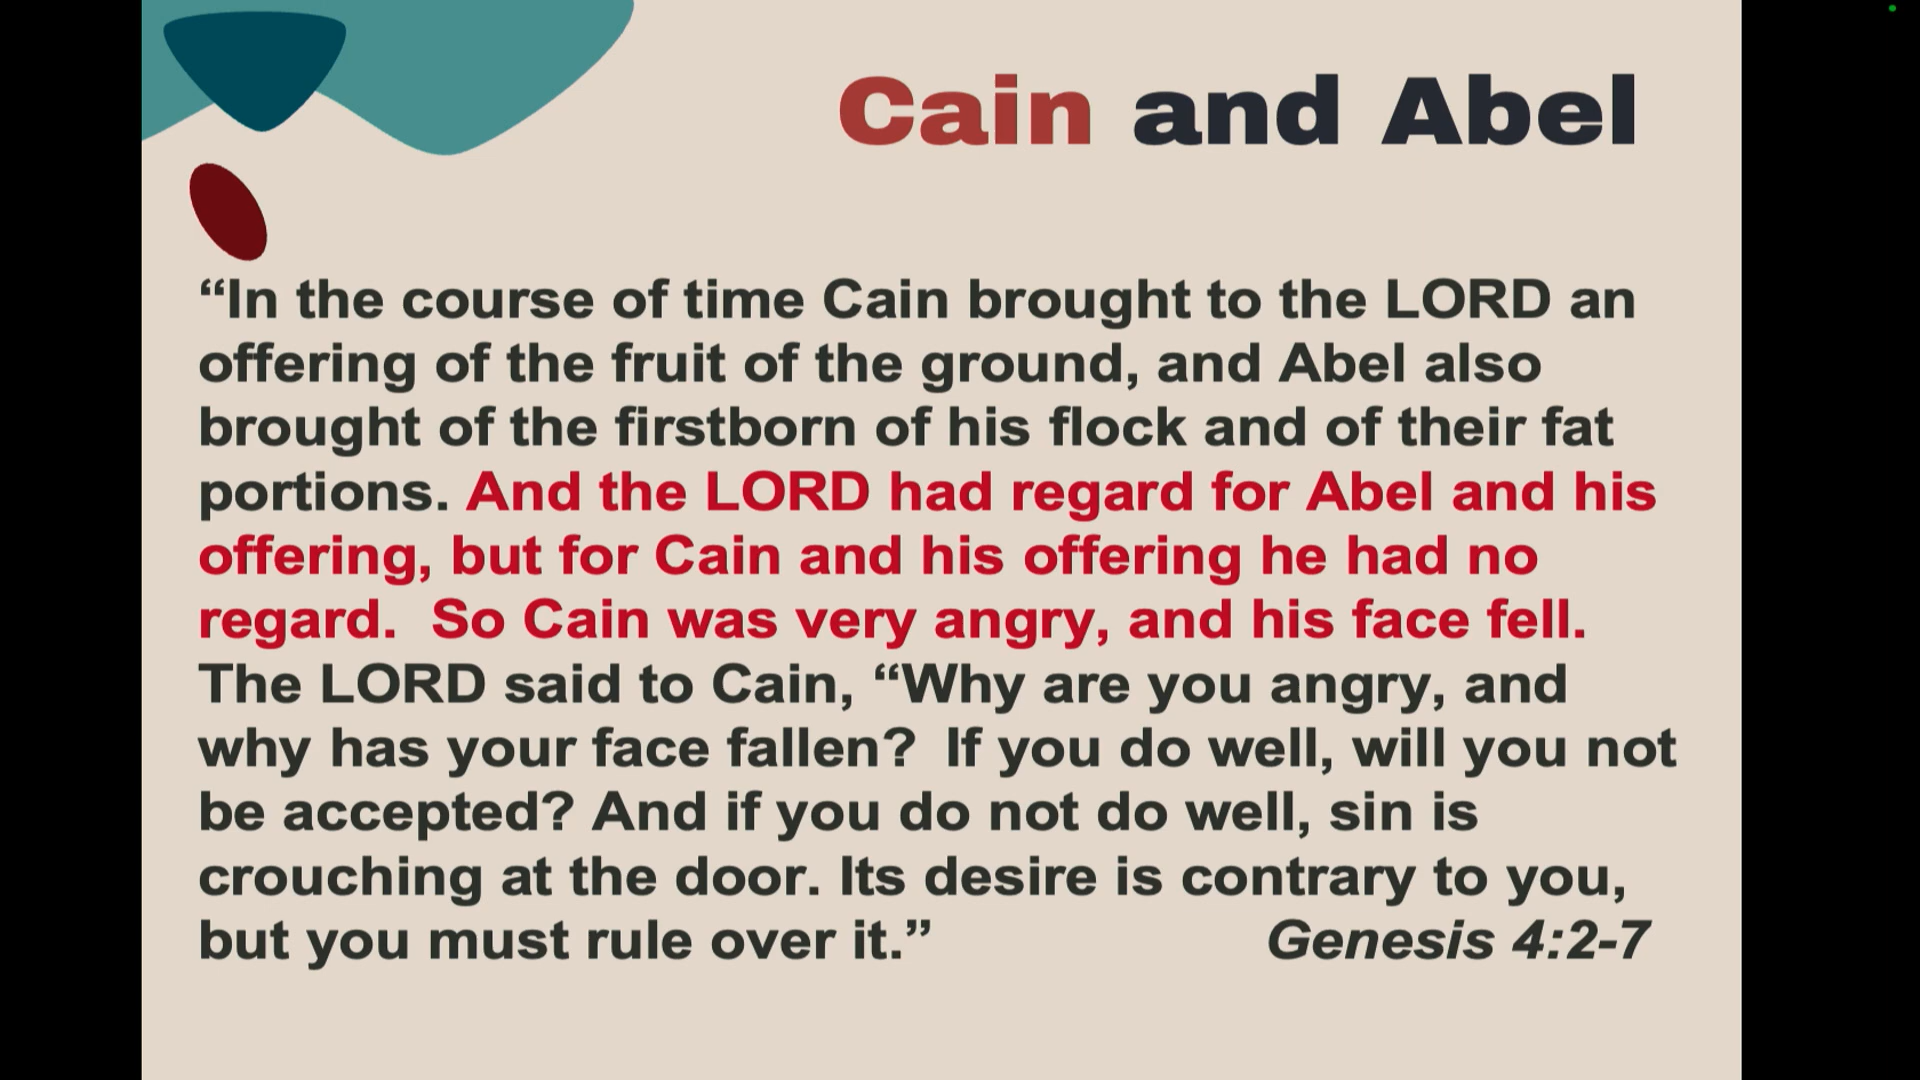 Cain and Abel
“In the course of time Cain brought to the LORD an
offering of the fruit of the ground, and Abel also
brought of the firstborn of his flock and of their fat
portions. And the LORD had regard for Abel and his
offering, but for Cain and his offering he had no
regard.  So Cain was very angry, and his face fell.
The LORD said to Cain, “Why are you angry, and
why has your face fallen?  If you do well, will you not
be accepted? And if you do not do well, sin is
crouching at the door. Its desire is contrary to you,
but you must rule over it.” Genesis 4:2-7